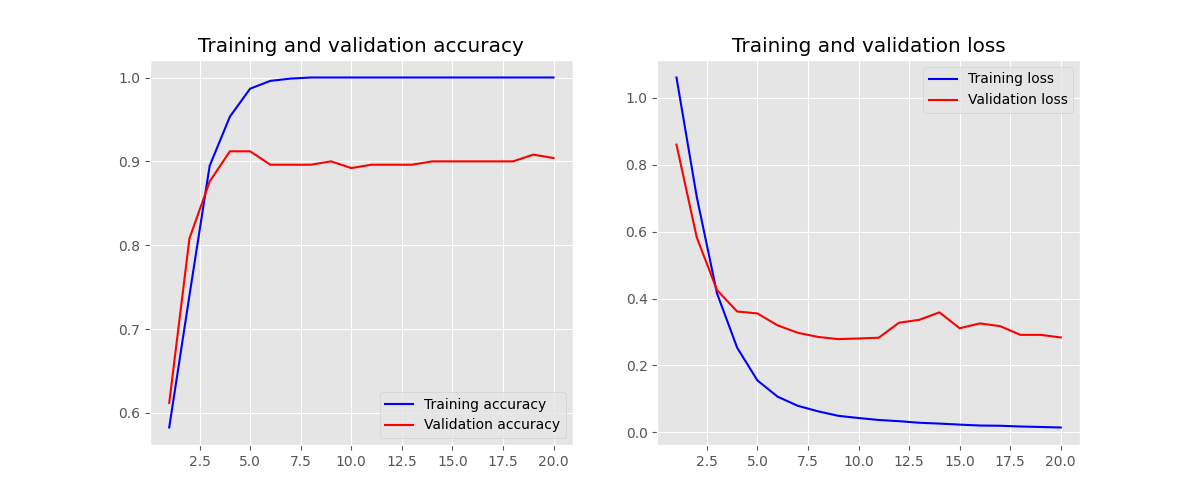 Training and validation accuracy
1.0
0.9
0.8
0.7
0.6
Training accuracy
Validation accuracy
2.5 5.0 7.5 10.0 12.5 15.0 17.5 20.0
Training and validation loss
Training loss
Validation loss
1.0
0.8
0.6
0.4
0.2
0.0
2.5 5.0 7.5 10.0 12.5 15.0 17.5 20.0